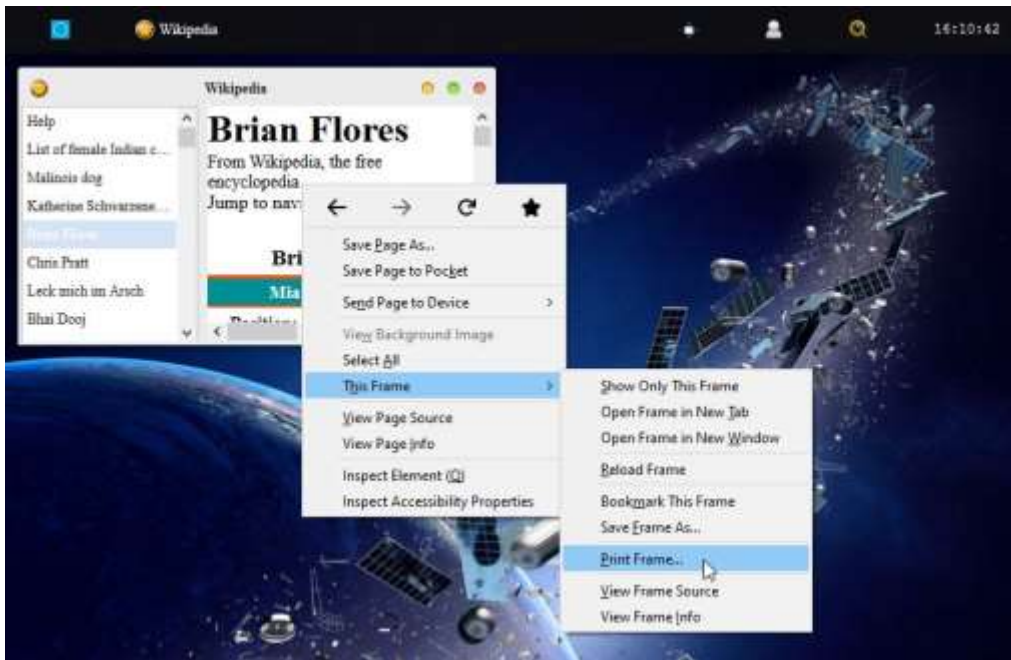 Wikipedia
16:10:42
Wikipedia
Help
List of female Indian c...
Malinois dog
Katherine Schwarzene...
Brian Flores
Chris Pratt
Leck mich im Arsch
Bhai Dooj
Brian Flores
From Wikipedia, the free
encyclopedia
Jump to nav
Bri
Mia
Save Page As...
Save Page to Pocket
Send Page to Device
View Background Image
Select All
This Frame
View Page Source
View Page Info
Inspect Element (Q)
Inspect Accessibility Properties
Show Only This Frame
Open Frame in New Tab
Open Frame in New Window
Reload Frame
Bookmark This Frame
Save Frame As...
Print Frame...
View Frame Source
View Frame Info